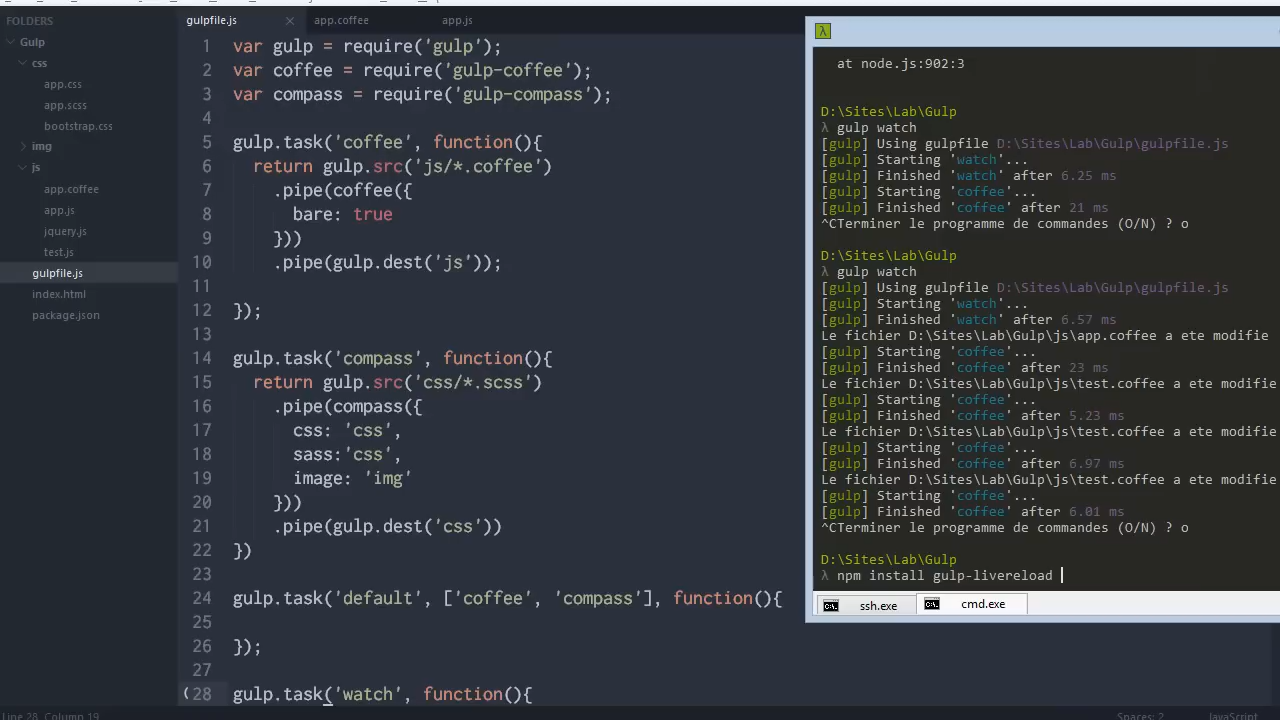 FOLDERS
Gulp
css
app.css
app.scss
bootstrap.css
img
js
app.coffee
app.js
jquery.js
test.js
gulpfile.js
index.html
package.json
gulpfile.js × app.coffee app.js
1 var gulp = require('gulp');
2 var coffee = require('gulp-coffee');
3 var compass = require('gulp-compass');
4
5 gulp.task('coffee', function(){
6 return gulp.src('js/*.coffee')
7 .pipe(coffee({
8 bare: true
9 }))
10 .pipe(gulp.dest('js'));
11
12 });
13
14 gulp.task('compass', function(){
15 return gulp.src('css/*.scss')
16 .pipe(compass({
17 css: 'css',
18 sass:'css',
19 image: 'img'
20 }))
21 .pipe(gulp.dest('css'))
22 })
23
24 gulp.task('default', ['coffee', 'compass'], function(){
25
26 });
27
28 gulp.task('watch', function(){
λ
at node.js:902:3
D:\Sites\Lab\Gulp
λ gulp watch
[gulp] Using gulpfile D:\Sites\Lab\Gulp\gulpfile.js
[gulp] Starting 'watch'...
[gulp] Finished 'watch' after 6.25 ms
[gulp] Starting 'coffee'...
[gulp] Finished 'coffee' after 21 ms
^CTerminer le programme de commandes (O/N) ? o
D:\Sites\Lab\Gulp
λ gulp watch
[gulp] Using gulpfile D:\Sites\Lab\Gulp\gulpfile.js
[gulp] Starting 'watch'...
[gulp] Finished 'watch' after 6.57 ms
Le fichier D:\Sites\Lab\Gulp\js\app.coffee a ete modifie
[gulp] Starting 'coffee'...
[gulp] Finished 'coffee' after 23 ms
Le fichier D:\Sites\Lab\Gulp\js\test.coffee a ete modifie
[gulp] Starting 'coffee'...
[gulp] Finished 'coffee' after 5.23 ms
Le fichier D:\Sites\Lab\Gulp\js\test.coffee a ete modifie
[gulp] Starting 'coffee'...
[gulp] Finished 'coffee' after 6.97 ms
Le fichier D:\Sites\Lab\Gulp\js\test.coffee a ete modifie
[gulp] Starting 'coffee'...
[gulp] Finished 'coffee' after 6.01 ms
^CTerminer le programme de commandes (O/N) ? o
D:\Sites\Lab\Gulp
λ npm install gulp-livereload
ssh.exe cmd.exe
Line 28, Column 19 Spaces: 2 JavaScript